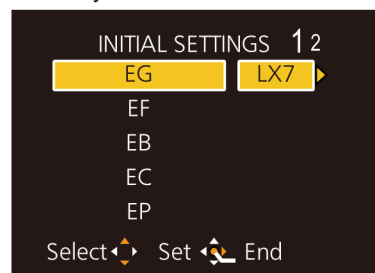 INITIAL SETTINGS 1 2
EG LX7
EF
EB
EC
EP
Select Set End